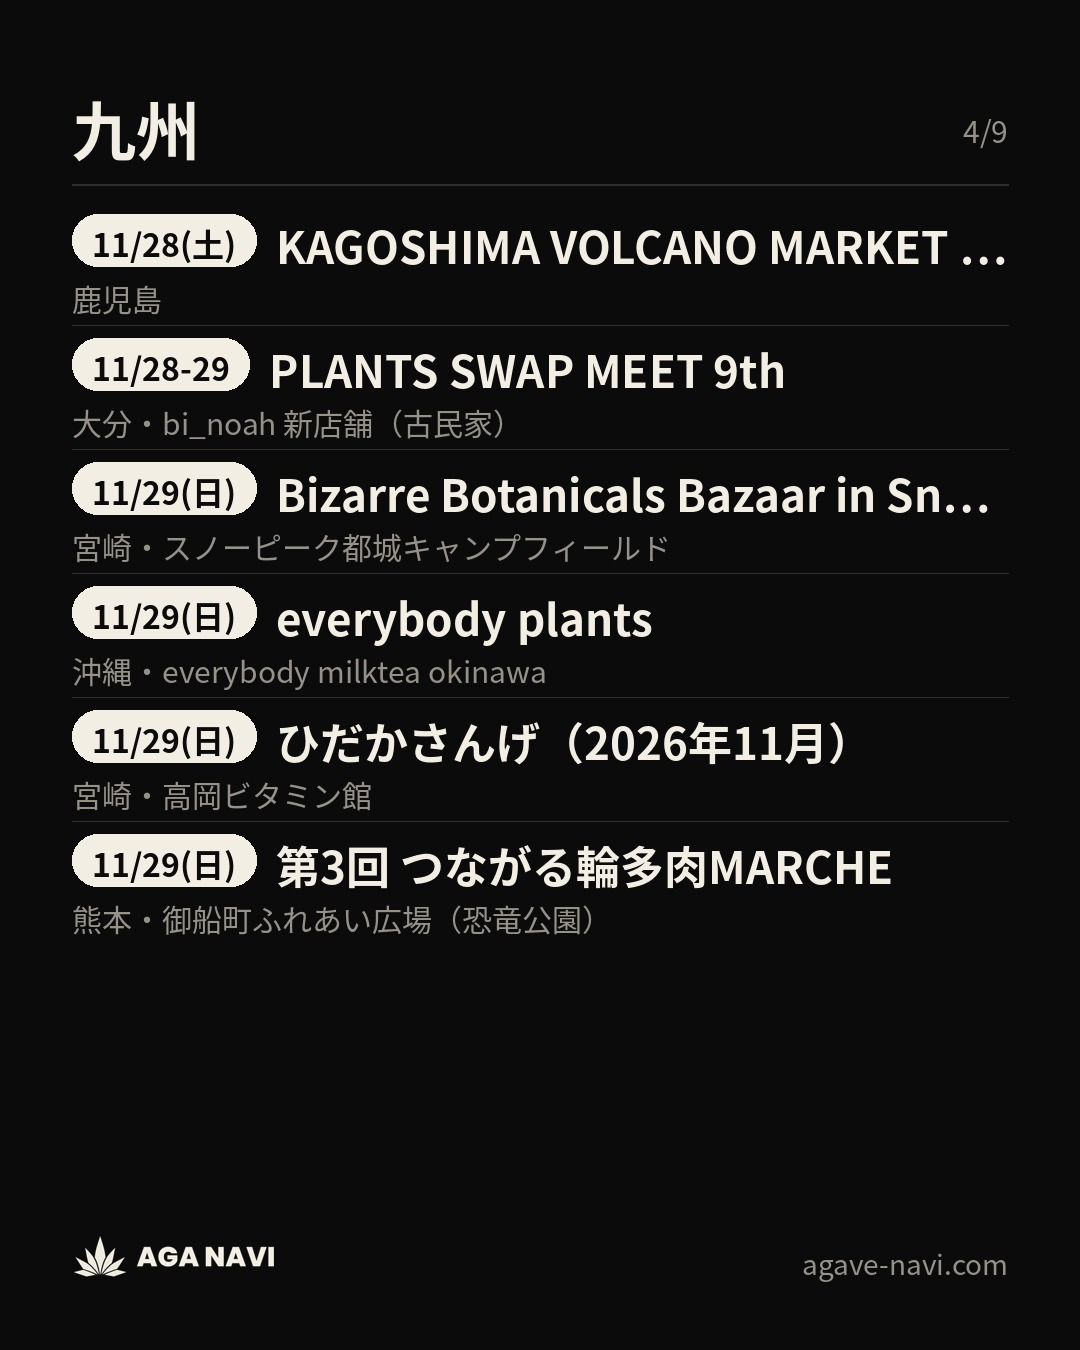 九州
4/9
11/28(土) KAGOSHIMA VOLCANO MARKET …
鹿児島
11/28-29 PLANTS SWAP MEET 9th
大分・bi_noah 新店舗（古民家）
11/29(日) Bizarre Botanicals Bazaar in Sn…
宮崎・スノーピーク都城キャンプフィールド
11/29(日) everybody plants
沖縄・everybody milktea okinawa
11/29(日) ひだかさんげ（2026年11月）
宮崎・高岡ビタミン館
11/29(日) 第3回 つながる輪多肉MARCHE
熊本・御船町ふれあい広場（恐竜公園）
AGA NAVI
agave-navi.com